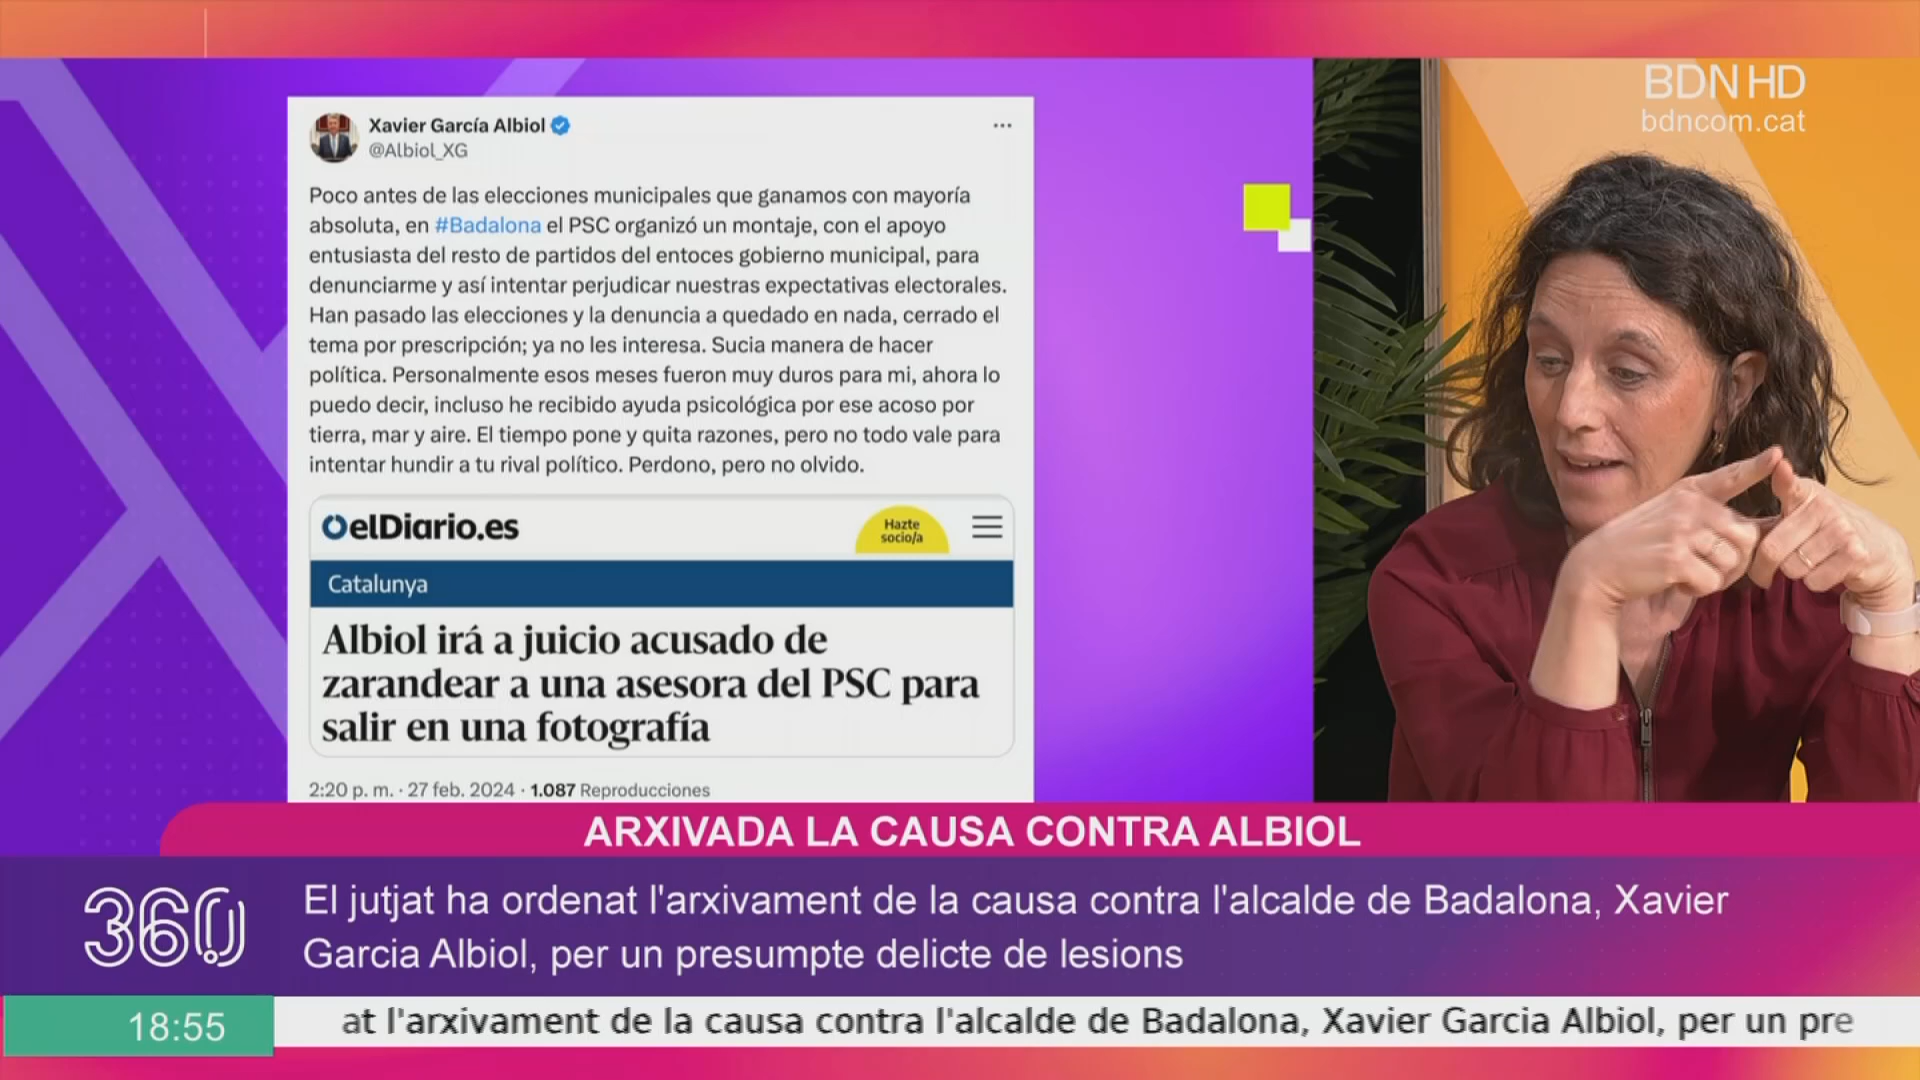 BDN HD
bdncom.cat
Xavier García Albiol
@Albiol_XG
Poco antes de las elecciones municipales que ganamos con mayoría
absoluta, en #Badalona el PSC organizó un montaje, con el apoyo
entusiasta del resto de partidos del entoces gobierno municipal, para
denunciarme y así intentar perjudicar nuestras expectativas electorales.
Han pasado las elecciones y la denuncia a quedado en nada, cerrado el
tema por prescripción; ya no les interesa. Sucia manera de hacer
política. Personalmente esos meses fueron muy duros para mi, ahora lo
puedo decir, incluso he recibido ayuda psicológica por ese acoso por
tierra, mar y aire. El tiempo pone y quita razones, pero no todo vale para
intentar hundir a tu rival político. Perdono, pero no olvido.
elDiario.es
Hazte
socio/a
Catalunya
Albiol irá a juicio acusado de
zarandear a una asesora del PSC para
salir en una fotografía
2:20 p. m. · 27 feb. 2024 · 1.087 Reproducciones
ARXIVADA LA CAUSA CONTRA ALBIOL
360
El jutjat ha ordenat l'arxivament de la causa contra l'alcalde de Badalona, Xavier
Garcia Albiol, per un presumpte delicte de lesions
18:55
at l'arxivament de la causa contra l'alcalde de Badalona, Xavier Garcia Albiol, per un pre